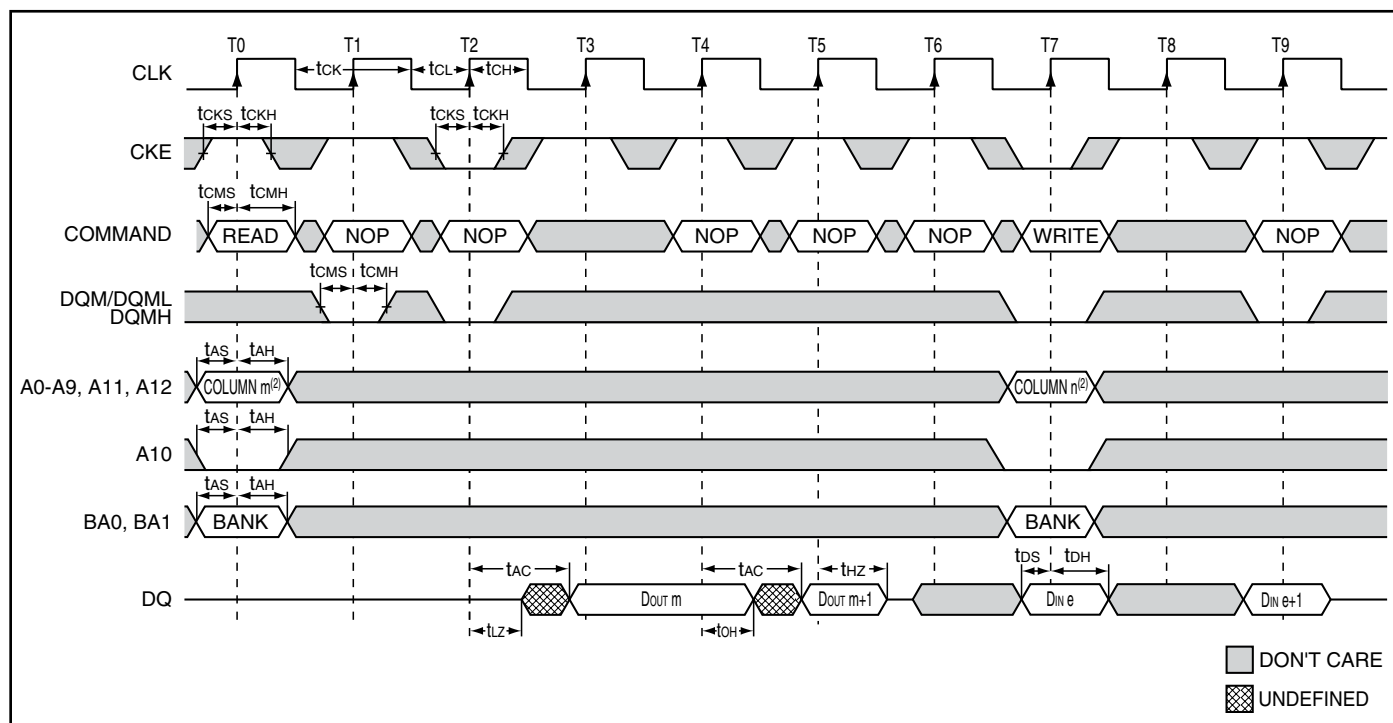 T0 T1 T2 T3 T4 T5 T6 T7 T8 T9
CLK tCK tCL tCH
tCKS tCKH tCKS tCKH
CKE
tCMS tCMH
COMMAND READ NOP NOP NOP NOP NOP WRITE NOP
tCMS tCMH
DQM/DQML
DQMH
tAS tAH
A0-A9, A11, A12 COLUMN m(2) COLUMN n(2)
tAS tAH
A10
tAS tAH
BA0, BA1 BANK BANK
tAC tAC tHZ tDS tDH
DQ DOUT m DOUT m+1 DIN e DIN e+1
tLZ tOH
DON'T CARE
UNDEFINED